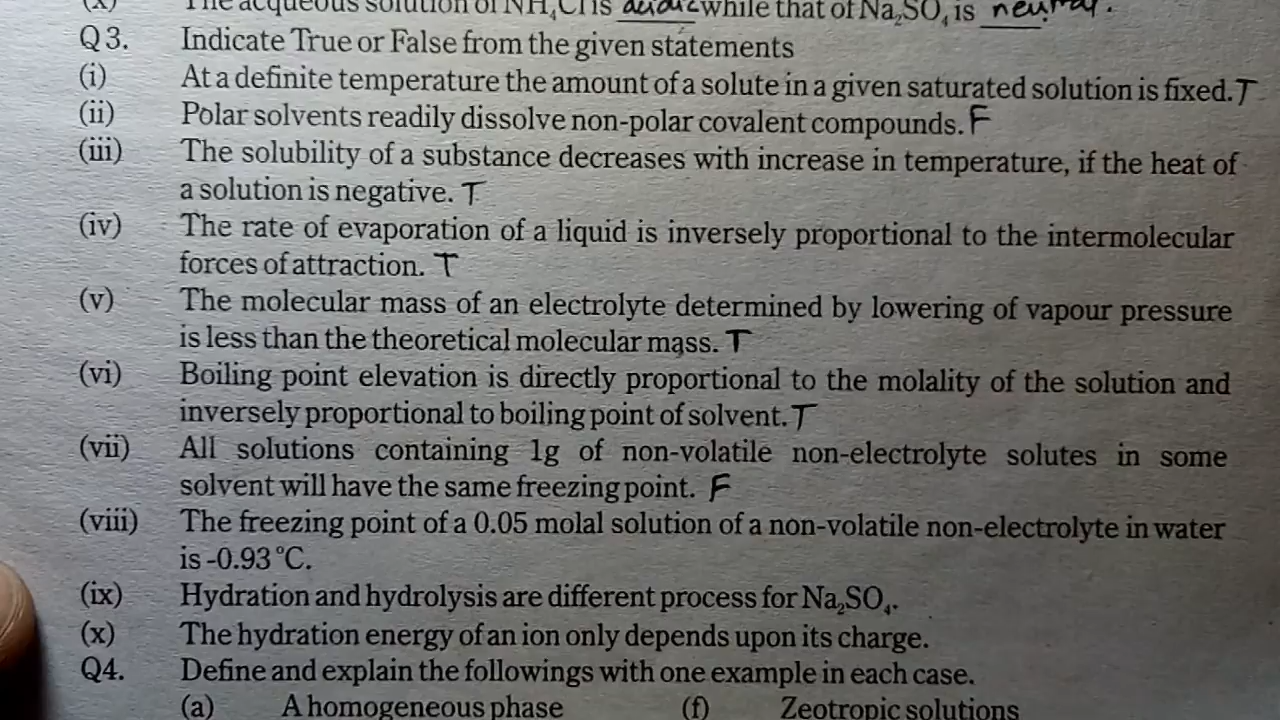 (x) The acqueous solution of NH₄Cl is acidic while that of Na₂SO₄ is neutral.
Q3. Indicate True or False from the given statements
(i) At a definite temperature the amount of a solute in a given saturated solution is fixed. T
(ii) Polar solvents readily dissolve non-polar covalent compounds. F
(iii) The solubility of a substance decreases with increase in temperature, if the heat of
a solution is negative. T
(iv) The rate of evaporation of a liquid is inversely proportional to the intermolecular
forces of attraction. T
(v) The molecular mass of an electrolyte determined by lowering of vapour pressure
is less than the theoretical molecular mass. T
(vi) Boiling point elevation is directly proportional to the molality of the solution and
inversely proportional to boiling point of solvent. T
(vii) All solutions containing 1g of non-volatile non-electrolyte solutes in some
solvent will have the same freezing point. F
(viii) The freezing point of a 0.05 molal solution of a non-volatile non-electrolyte in water
is -0.93 °C.
(ix) Hydration and hydrolysis are different process for Na₂SO₄.
(x) The hydration energy of an ion only depends upon its charge.
Q4. Define and explain the followings with one example in each case.
(a) A homogeneous phase (f) Zeotropic solutions